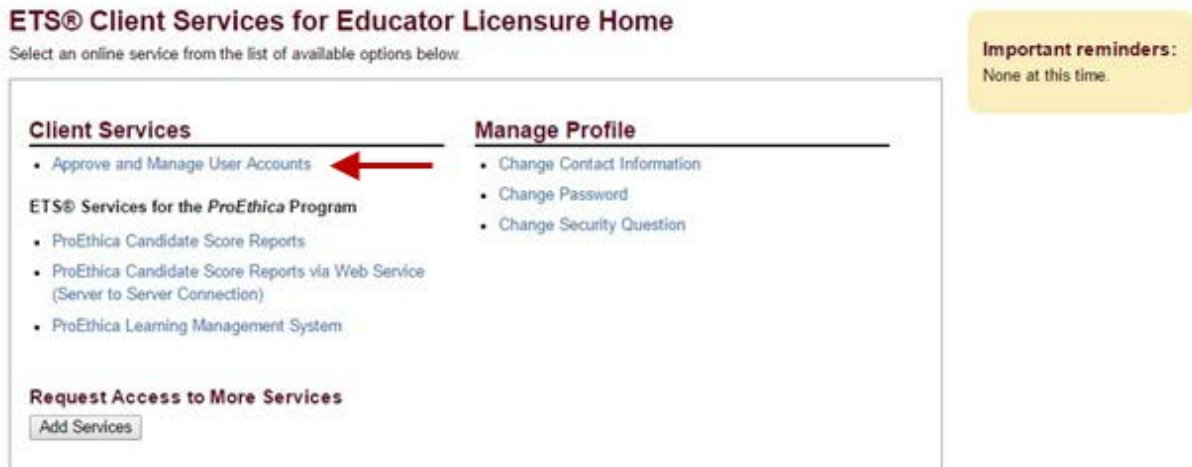 ETS® Client Services for Educator Licensure Home
Select an online service from the list of available options below.
Important reminders:
None at this time.
Client Services
Approve and Manage User Accounts
ETS® Services for the ProEthica Program
ProEthica Candidate Score Reports
ProEthica Candidate Score Reports via Web Service
(Server to Server Connection)
ProEthica Learning Management System
Request Access to More Services
Add Services
Manage Profile
Change Contact Information
Change Password
Change Security Question